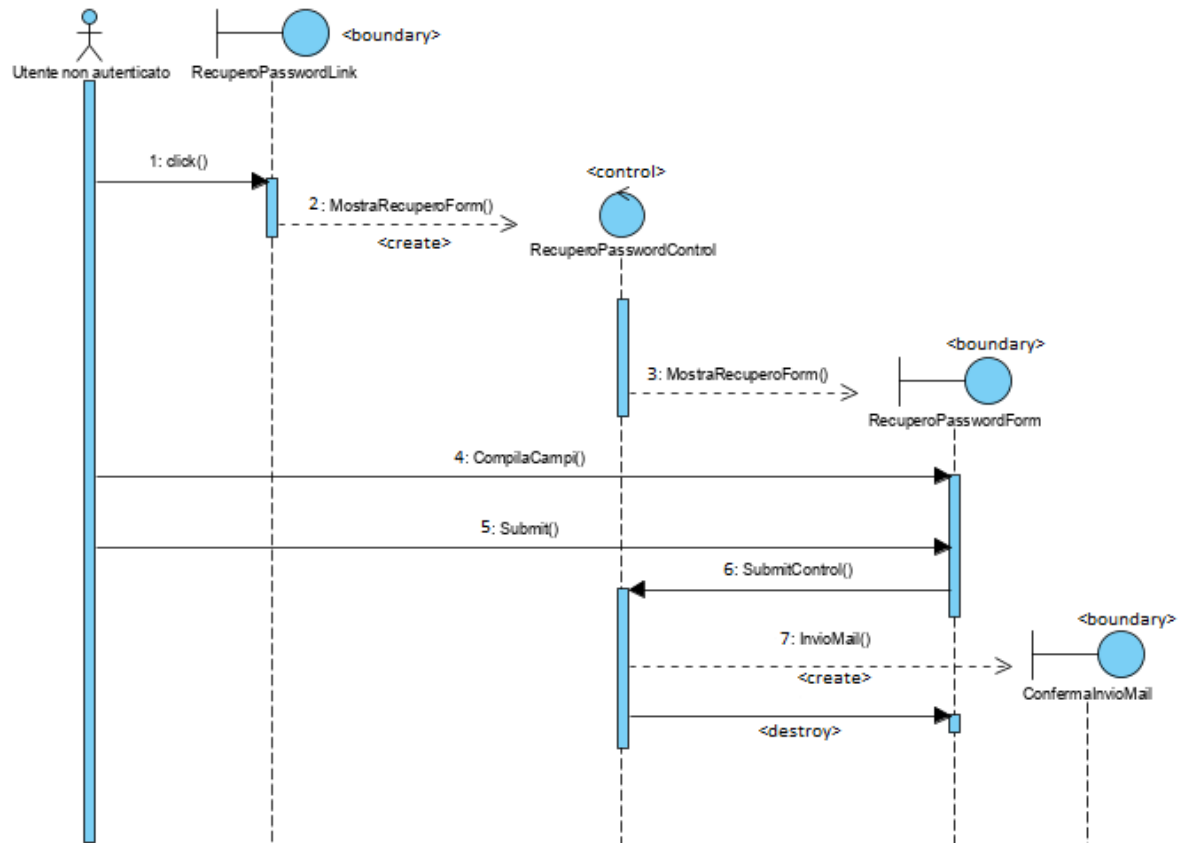 <boundary>
Utente non autenticato
RecuperoPasswordLink
1: click()
<control>
2: MostraRecuperoForm()
<create>
RecuperoPasswordControl
<boundary>
3: MostraRecuperoForm()
RecuperoPasswordForm
4: CompilaCampi()
5: Submit()
6: SubmitControl()
<boundary>
7: InvioMail()
<create>
ConfermaInvioMail
<destroy>